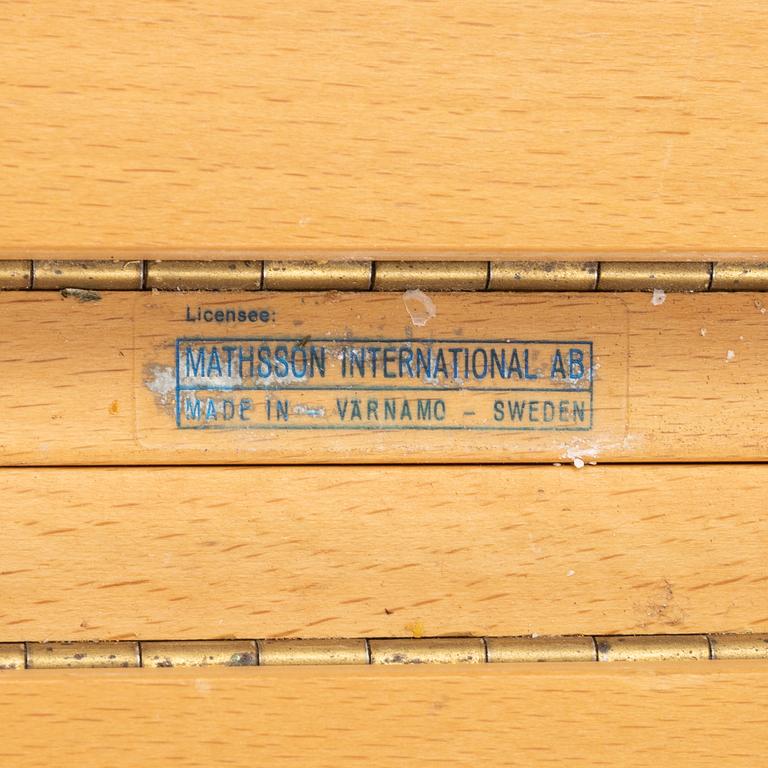 Licensee:
MATHSSON INTERNATIONAL AB
MADE IN – VÄRNAMO – SWEDEN